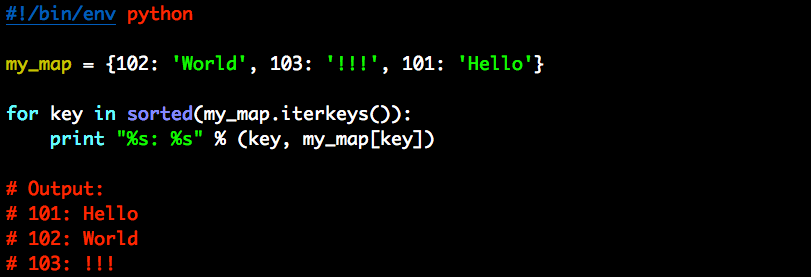 #!/bin/env python
my_map = {102: 'World', 103: '!!!', 101: 'Hello'}
for key in sorted(my_map.iterkeys()):
    print "%s: %s" % (key, my_map[key])
# Output:
# 101: Hello
# 102: World
# 103: !!!